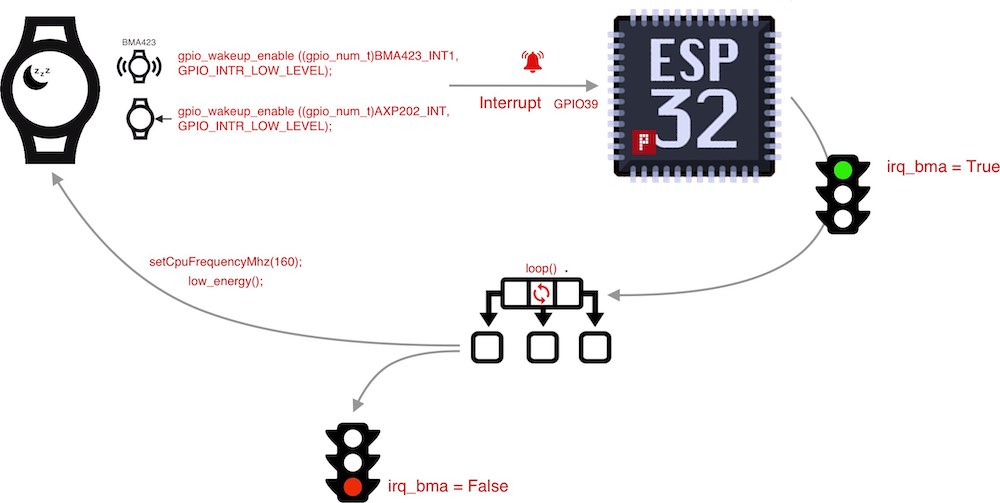 zzz
BMA423
gpio_wakeup_enable ((gpio_num_t)BMA423_INT1,
GPIO_INTR_LOW_LEVEL);
gpio_wakeup_enable ((gpio_num_t)AXP202_INT,
GPIO_INTR_LOW_LEVEL);
Interrupt GPIO39
ESP
32
P
irq_bma = True
setCpuFrequencyMhz(160);
low_energy();
loop() .
irq_bma = False